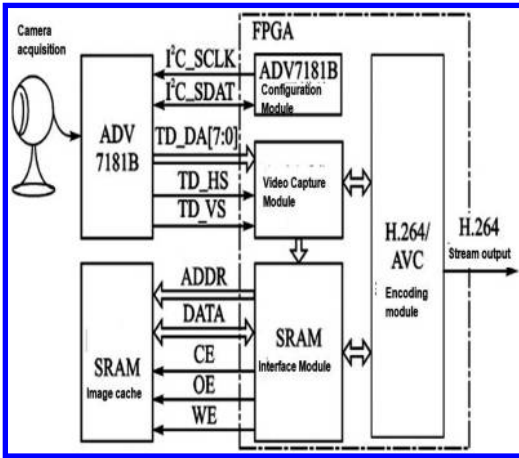 Camera
acquisition
FPGA
I²C_SCLK
I²C_SDAT
ADV7181B
Configuration
Module
ADV
7181B
TD_DA[7:0]
TD_HS
TD_VS
Video Capture
Module
H.264/
AVC
Encoding
module
H.264
Stream output
ADDR
DATA
CE
OE
WE
SRAM
Image cache
SRAM
Interface Module